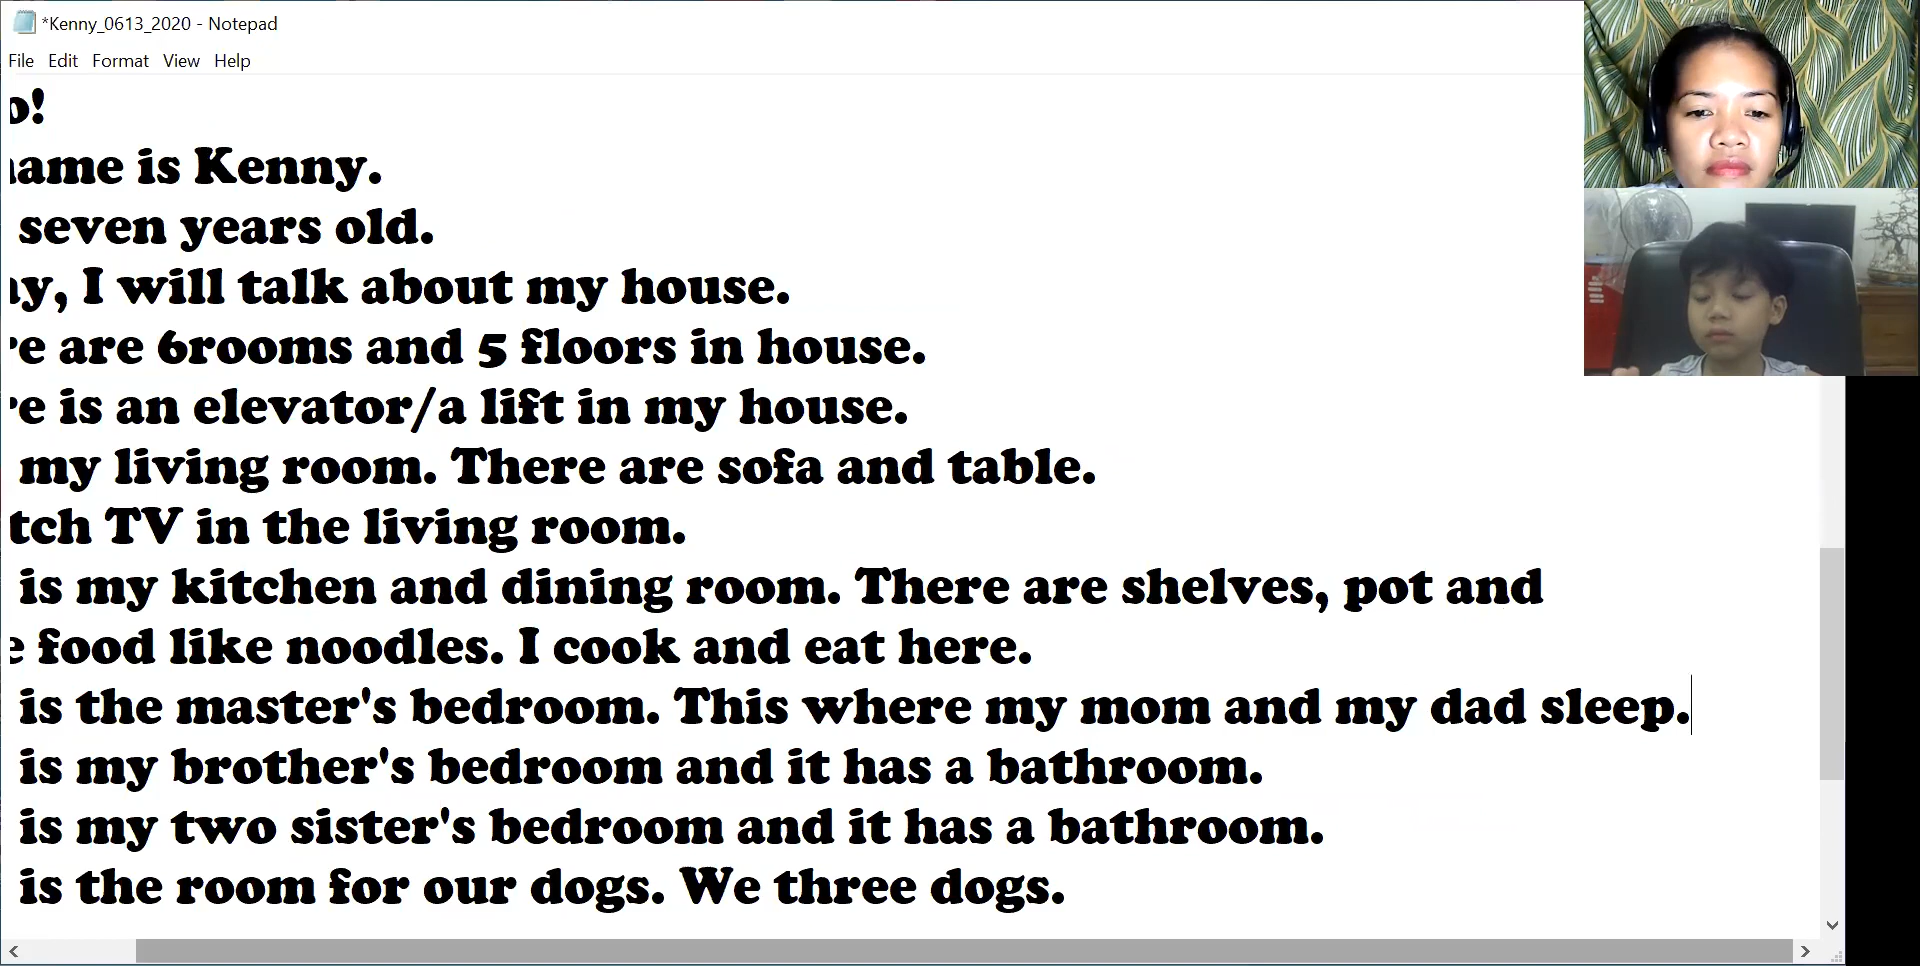 *Kenny_0613_2020 - Notepad
File Edit Format View Help
o!
name is Kenny.
seven years old.
ay, I will talk about my house.
re are 6rooms and 5 floors in house.
re is an elevator/a lift in my house.
my living room. There are sofa and table.
tch TV in the living room.
is my kitchen and dining room. There are shelves, pot and
e food like noodles. I cook and eat here.
is the master's bedroom. This where my mom and my dad sleep.
is my brother's bedroom and it has a bathroom.
is my two sister's bedroom and it has a bathroom.
is the room for our dogs. We three dogs.